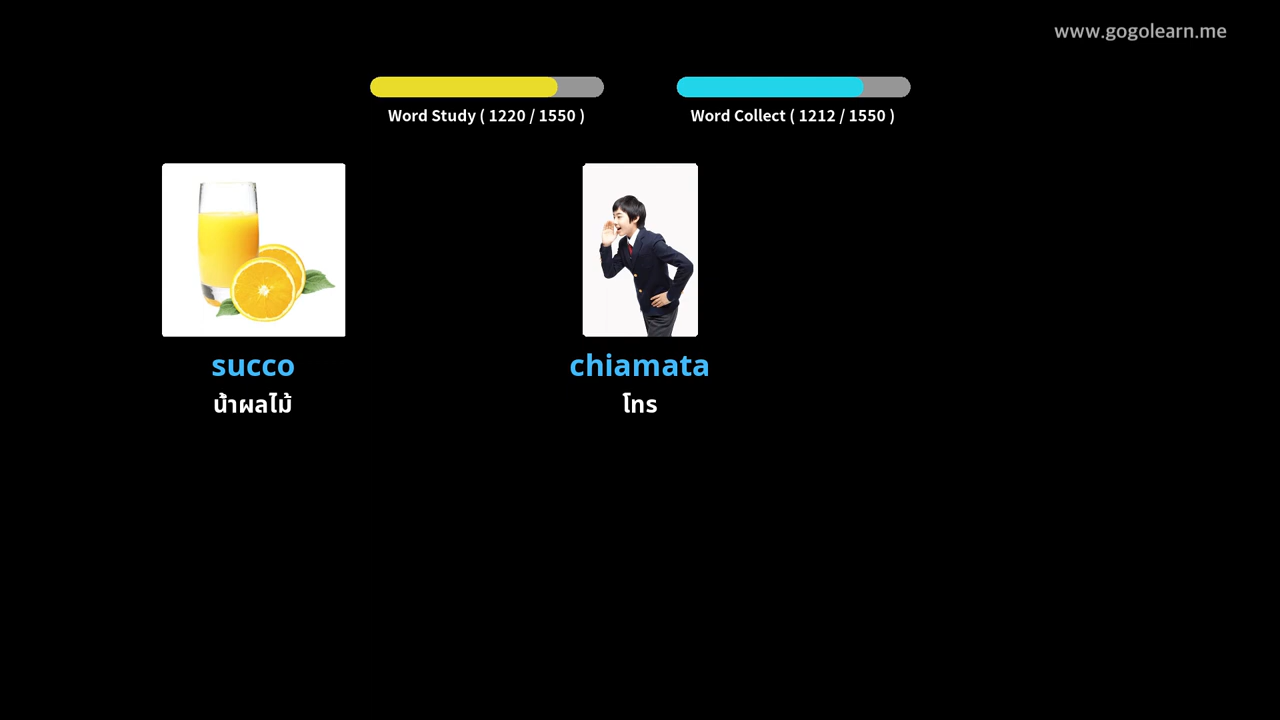 www.gogolearn.me
Word Study ( 1220 / 1550 )
Word Collect ( 1212 / 1550 )
succo
น้ำผลไม้
chiamata
โทร